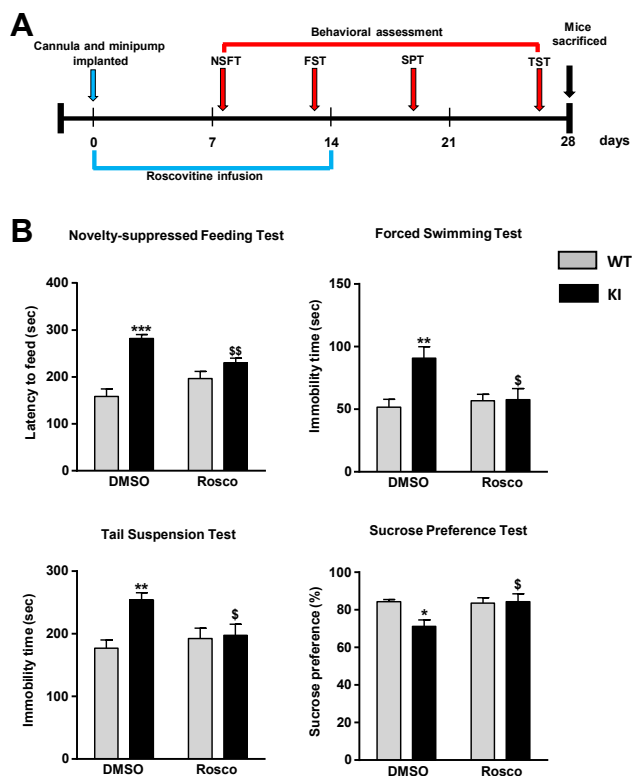 A
Cannula and minipump
implanted
Behavioral assessment
Mice
sacrificed
NSFT
FST
SPT
TST
0
7
14
21
28
days
Roscovitine infusion
B
Novelty-suppressed Feeding Test
Latency to feed (sec)
400
300
200
100
0
***
$$
DMSO
Rosco
Forced Swimming Test
Immobility time (sec)
150
100
50
0
**
$
DMSO
Rosco
WT
KI
Tail Suspension Test
Immobility time (sec)
300
200
100
0
**
$
DMSO
Rosco
Sucrose Preference Test
Sucrose preference (%)
100
80
60
40
20
0
*
$
DMSO
Rosco